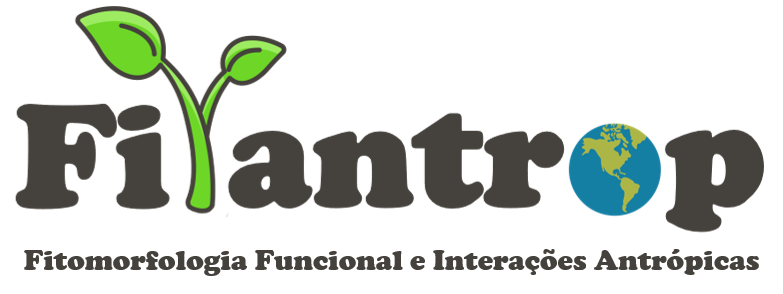 Fitantrop
Fitomorfologia Funcional e Interações Antrópicas